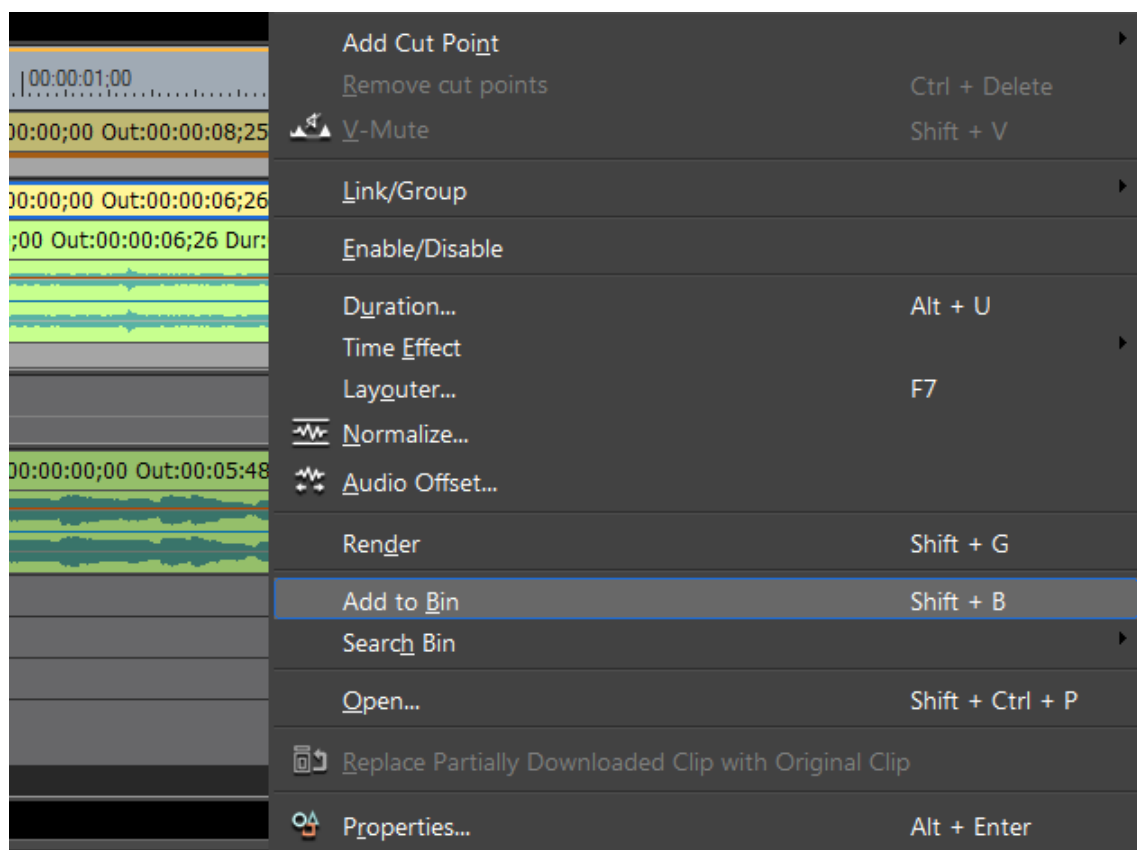 00:00:01;00
00:00;00 Out:00:00:08;25
00:00;00 Out:00:00:06;26
;00 Out:00:00:06;26 Dur:
00:00:00;00 Out:00:05:48
Add Cut Point
Remove cut points Ctrl + Delete
V-Mute Shift + V
Link/Group
Enable/Disable
Duration... Alt + U
Time Effect
Layouter... F7
Normalize...
Audio Offset...
Render Shift + G
Add to Bin Shift + B
Search Bin
Open... Shift + Ctrl + P
Replace Partially Downloaded Clip with Original Clip
Properties... Alt + Enter